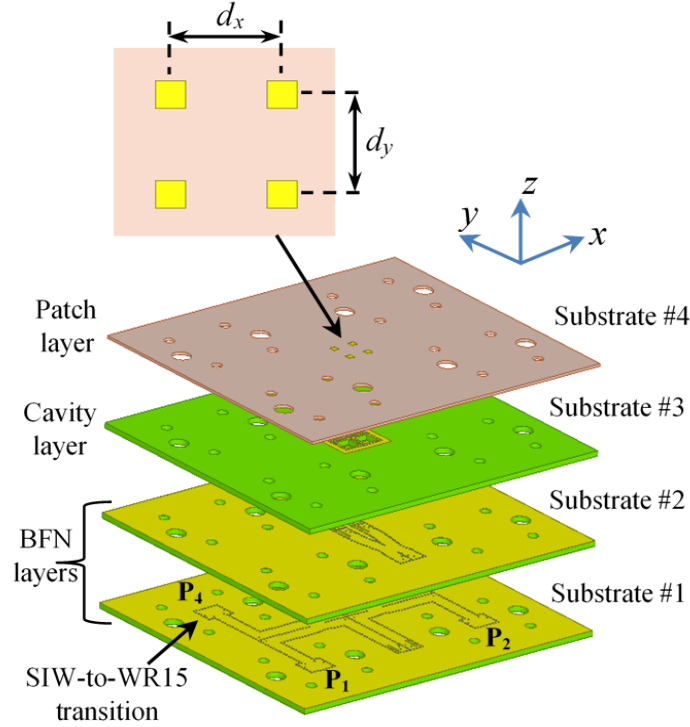 dx
dy
z
y
x
Patch
layer
Substrate #4
Cavity
layer
Substrate #3
BFN
layers
Substrate #2
Substrate #1
P4
P2
P1
SIW-to-WR15
transition